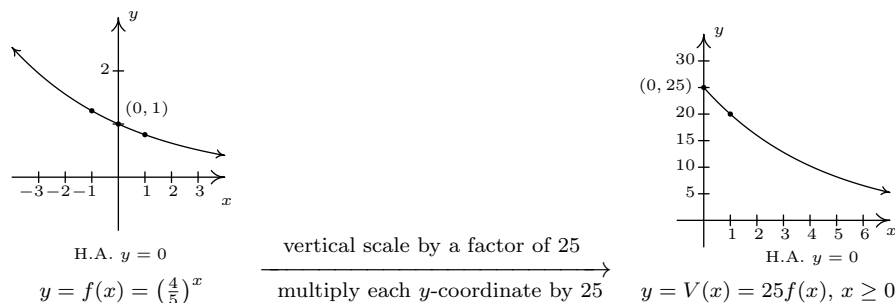 y
2
(0, 1)
−3 −2 −1 1 2 3
x
H.A. y = 0
y = f(x) = (4/5)^x
vertical scale by a factor of 25
multiply each y-coordinate by 25
y
30
(0, 25)
20
15
10
5
1 2 3 4 5 6
x
H.A. y = 0
y = V(x) = 25f(x), x ≥ 0